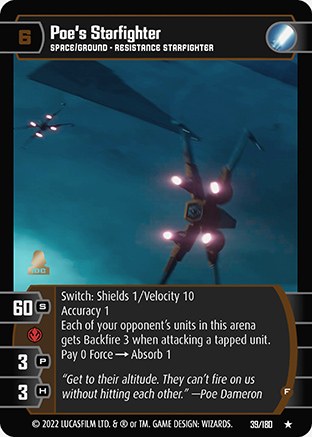 6
Poe's Starfighter
SPACE/GROUND - RESISTANCE STARFIGHTER
60 S
3 P
3 H
Switch: Shields 1/Velocity 10
Accuracy 1
Each of your opponent's units in this arena
gets Backfire 3 when attacking a tapped unit.
Pay 0 Force → Absorb 1
"Get to their altitude. They can't fire on us
without hitting each other." —Poe Dameron
F
© 2022 LUCASFILM LTD. & ® or TM. GAME DESIGN: WIZARDS. 39/180 ★